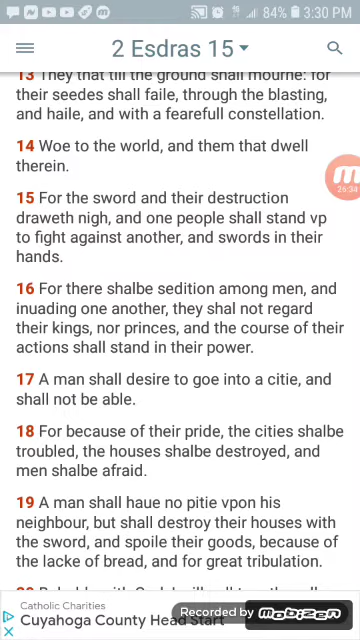 84% 3:30 PM
2 Esdras 15
13 They that till the ground shall mourne: for
their seedes shall faile, through the blasting,
and haile, and with a fearefull constellation.
14 Woe to the world, and them that dwell
therein.
26:34
15 For the sword and their destruction
draweth nigh, and one people shall stand vp
to fight against another, and swords in their
hands.
16 For there shalbe sedition among men, and
inuading one another, they shal not regard
their kings, nor princes, and the course of their
actions shall stand in their power.
17 A man shall desire to goe into a citie, and
shall not be able.
18 For because of their pride, the cities shalbe
troubled, the houses shalbe destroyed, and
men shalbe afraid.
19 A man shall haue no pitie vpon his
neighbour, but shall destroy their houses with
the sword, and spoile their goods, because of
the lacke of bread, and for great tribulation.
Catholic Charities
Cuyahoga County Head Start
Recorded by mobizen